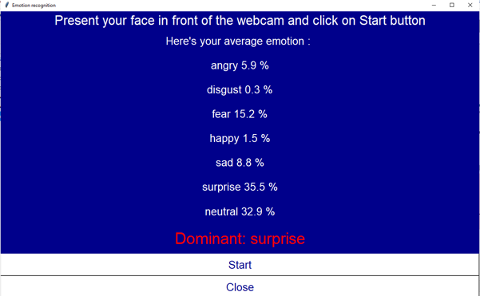 Emotion recognition
Present your face in front of the webcam and click on Start button
Here's your average emotion :
angry 5.9 %
disgust 0.3 %
fear 15.2 %
happy 1.5 %
sad 8.8 %
surprise 35.5 %
neutral 32.9 %
Dominant: surprise
Start
Close